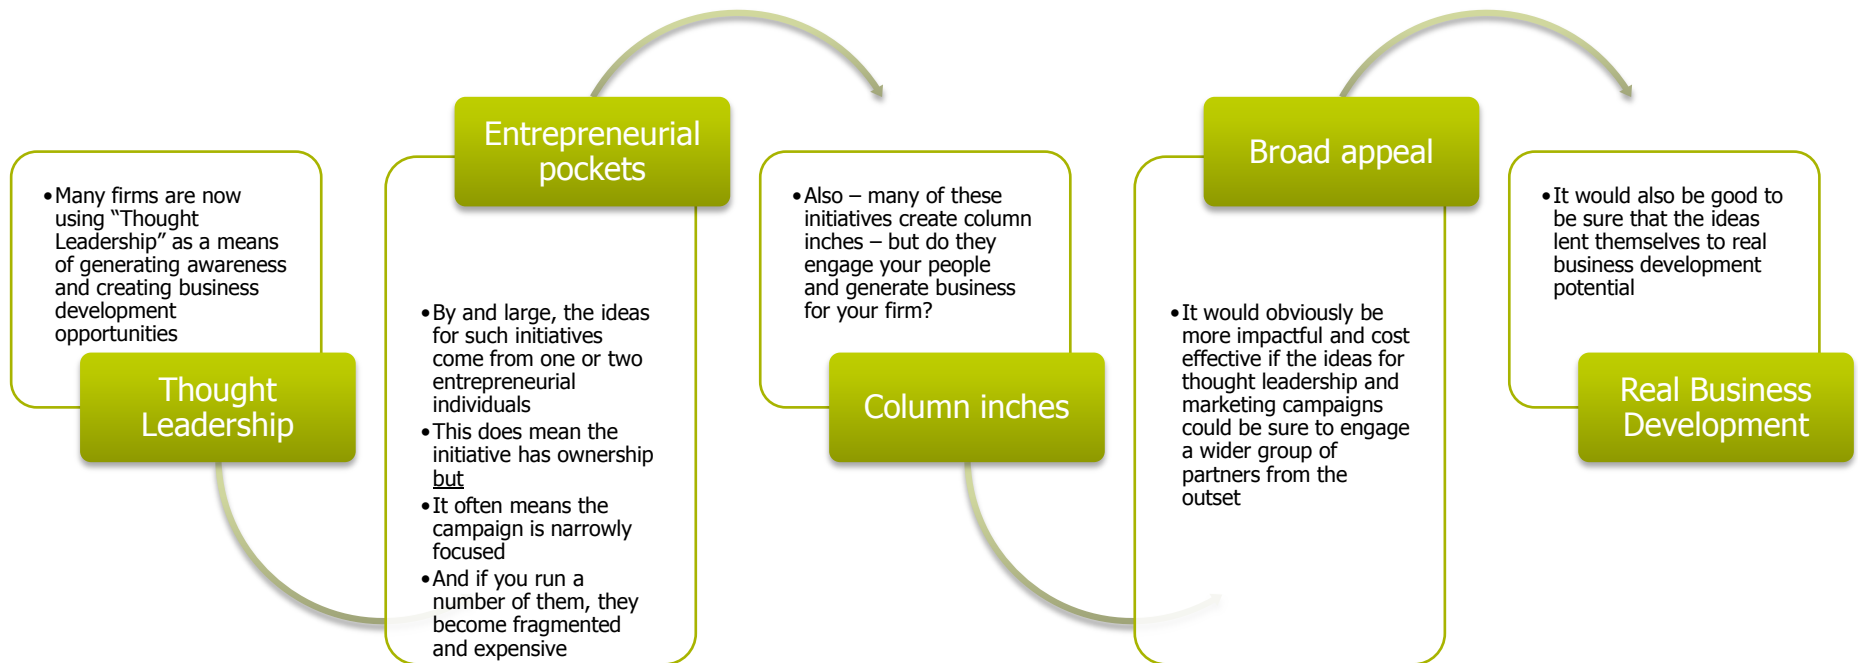 •Many firms are now
using “Thought
Leadership” as a means
of generating awareness
and creating business
development
opportunities
Thought
Leadership
Entrepreneurial
pockets
•By and large, the ideas
for such initiatives
come from one or two
entrepreneurial
individuals
•This does mean the
initiative has ownership
but
•It often means the
campaign is narrowly
focused
•And if you run a
number of them, they
become fragmented
and expensive
•Also – many of these
initiatives create column
inches – but do they
engage your people
and generate business
for your firm?
Column inches
Broad appeal
•It would obviously be
more impactful and cost
effective if the ideas for
thought leadership and
marketing campaigns
could be sure to engage
a wider group of
partners from the
outset
•It would also be good to
be sure that the ideas
lent themselves to real
business development
potential
Real Business
Development